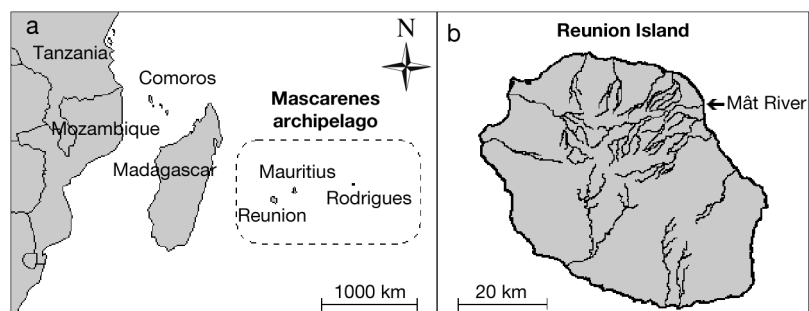 a
Tanzania
N
Comoros
Mascarenes
archipelago
Mozambique
Madagascar
Mauritius
Rodrigues
Reunion
1000 km
b
Reunion Island
Mât River
20 km